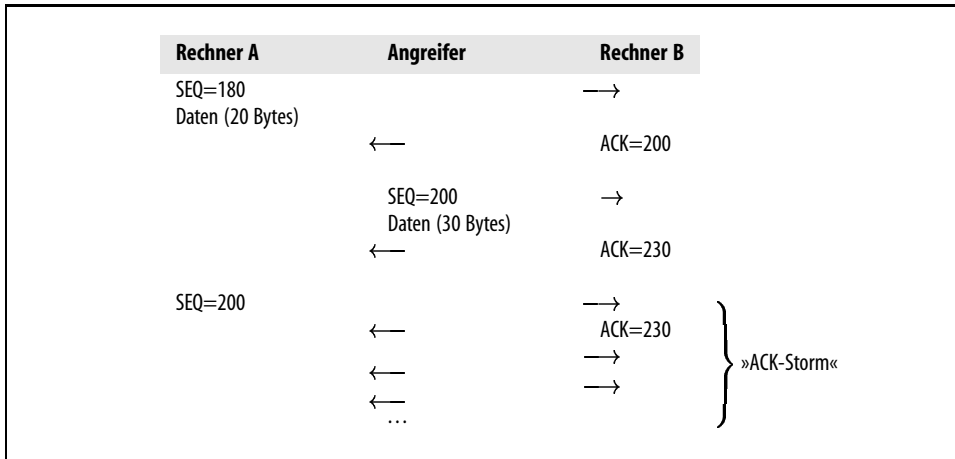 Rechner A Angreifer Rechner B
SEQ=180 →
Daten (20 Bytes)
← ACK=200
SEQ=200 →
Daten (30 Bytes)
← ACK=230
SEQ=200 →
← ACK=230
→
»ACK-Storm«
←
→
←
...